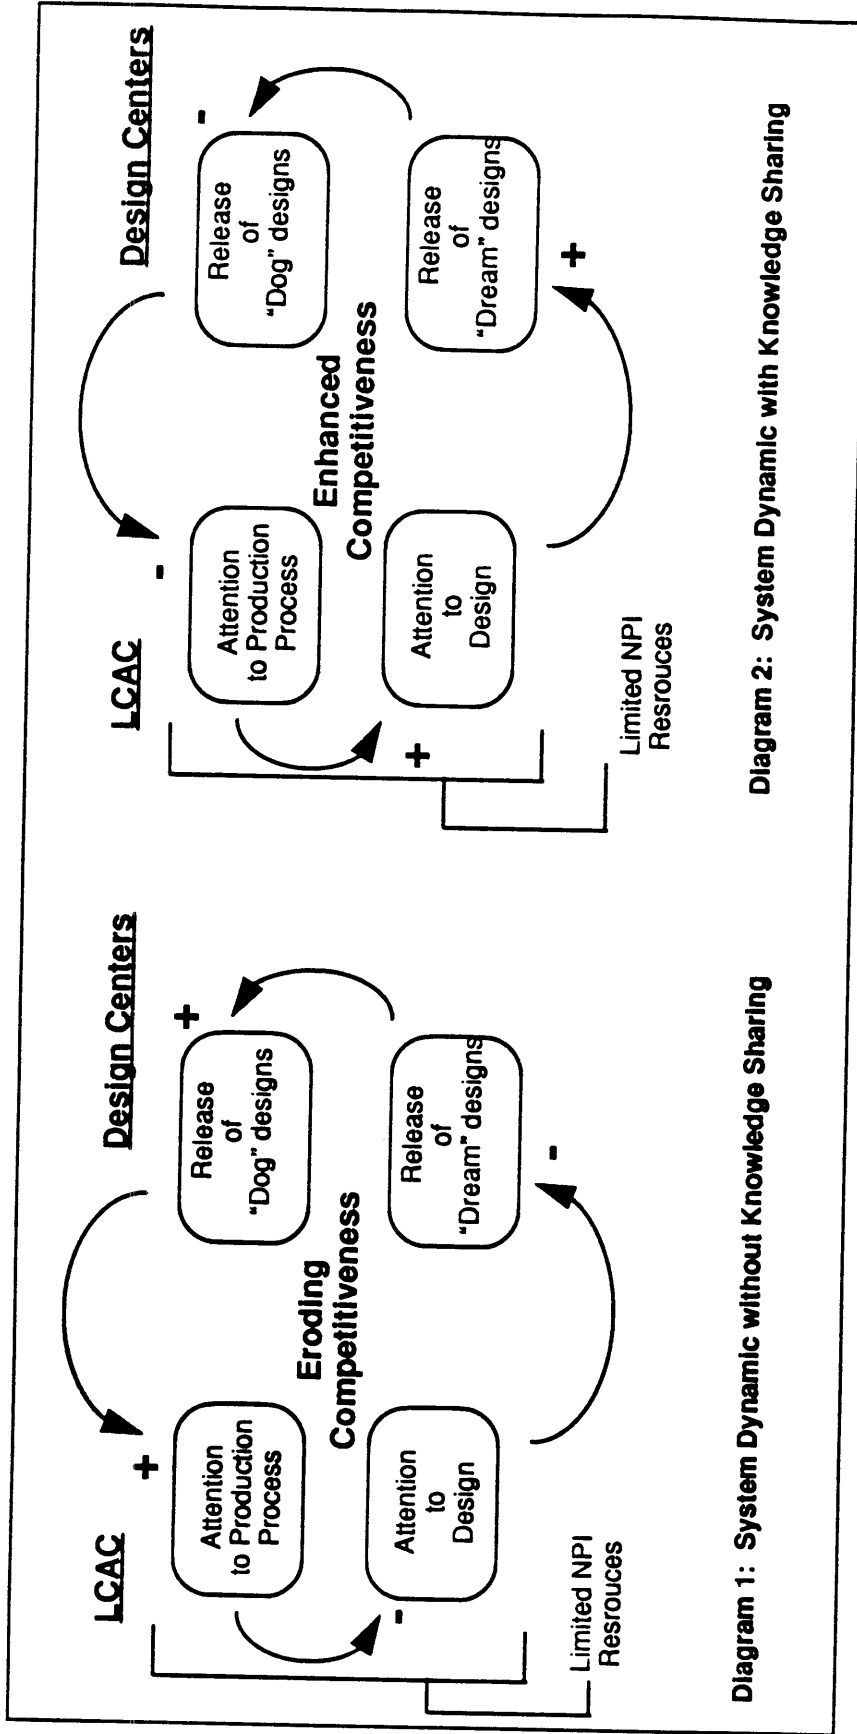 LCAC
Design Centers
+
+
Attention
to Production
Process
Release
of
"Dog" designs
Eroding
Competitiveness
Attention
to
Design
Release
of
"Dream" designs
-
-
Limited NPI
Resrouces
Diagram 1: System Dynamic without Knowledge Sharing
LCAC
Design Centers
-
-
Attention
to Production
Process
Release
of
"Dog" designs
Enhanced
Competitiveness
Attention
to
Design
Release
of
"Dream" designs
+
+
Limited NPI
Resrouces
Diagram 2: System Dynamic with Knowledge Sharing